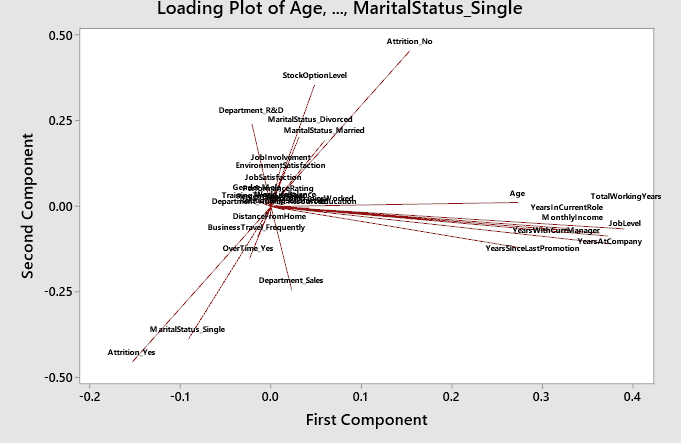 Loading Plot of Age, ..., MaritalStatus_Single
0.50
Attrition_No
StockOptionLevel
Department_R&D
0.25
MaritalStatus_Divorced
MaritalStatus_Married
JobInvolvement
EnvironmentSatisfaction
JobSatisfaction
Age
TotalWorkingYears
YearsInCurrentRole
0.00
DistanceFromHome
MonthlyIncome
JobLevel
BusinessTravel_Frequently
YearsWithCurrManager
YearsAtCompany
OverTime_Yes
YearsSinceLastPromotion
Department_Sales
-0.25
MaritalStatus_Single
Attrition_Yes
-0.50
-0.2 -0.1 0.0 0.1 0.2 0.3 0.4
First Component
Second Component